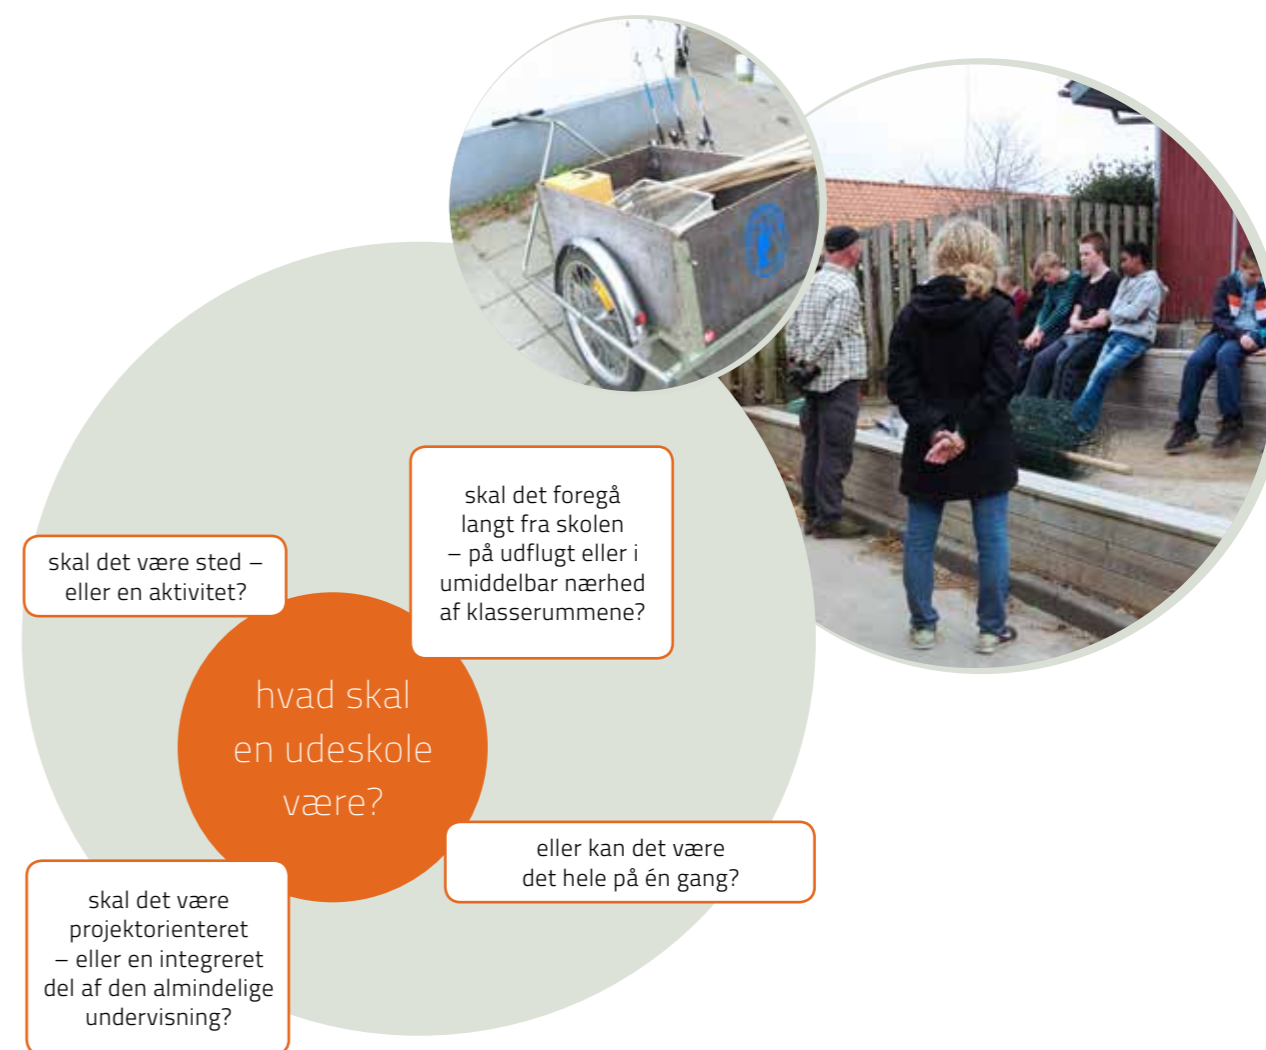 skal det foregå
langt fra skolen
– på udflugt eller i
umiddelbar nærhed
af klasserummene?
skal det være sted –
eller en aktivitet?
hvad skal
en udeskole
være?
eller kan det være
det hele på én gang?
skal det være
projektorienteret
– eller en integreret
del af den almindelige
undervisning?